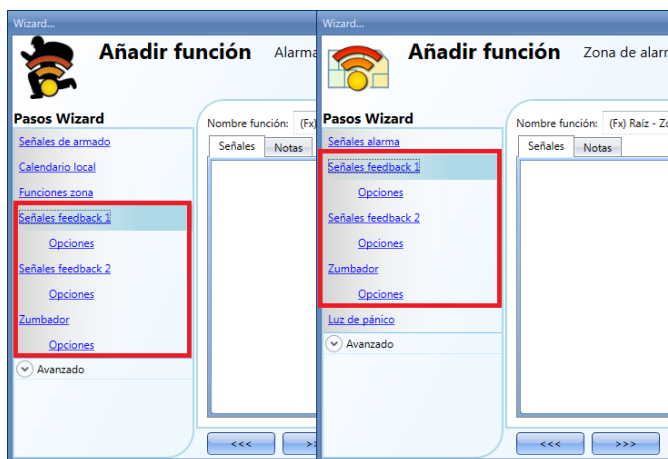 Wizard...
Añadir función Alarma
Pasos Wizard
Señales de armado
Calendario local
Funciones zona
Señales feedback 1
Opciones
Señales feedback 2
Opciones
Zumbador
Opciones
Avanzado
Nombre función: (Fx)
Señales Notas
<<<
Wizard...
Añadir función Zona de
Pasos Wizard
Señales alarma
Señales feedback 1
Opciones
Señales feedback 2
Opciones
Zumbador
Opciones
Luz de pánico
Avanzado
Nombre función: (Fx) Raíz -
Señales Notas
<<< >>>